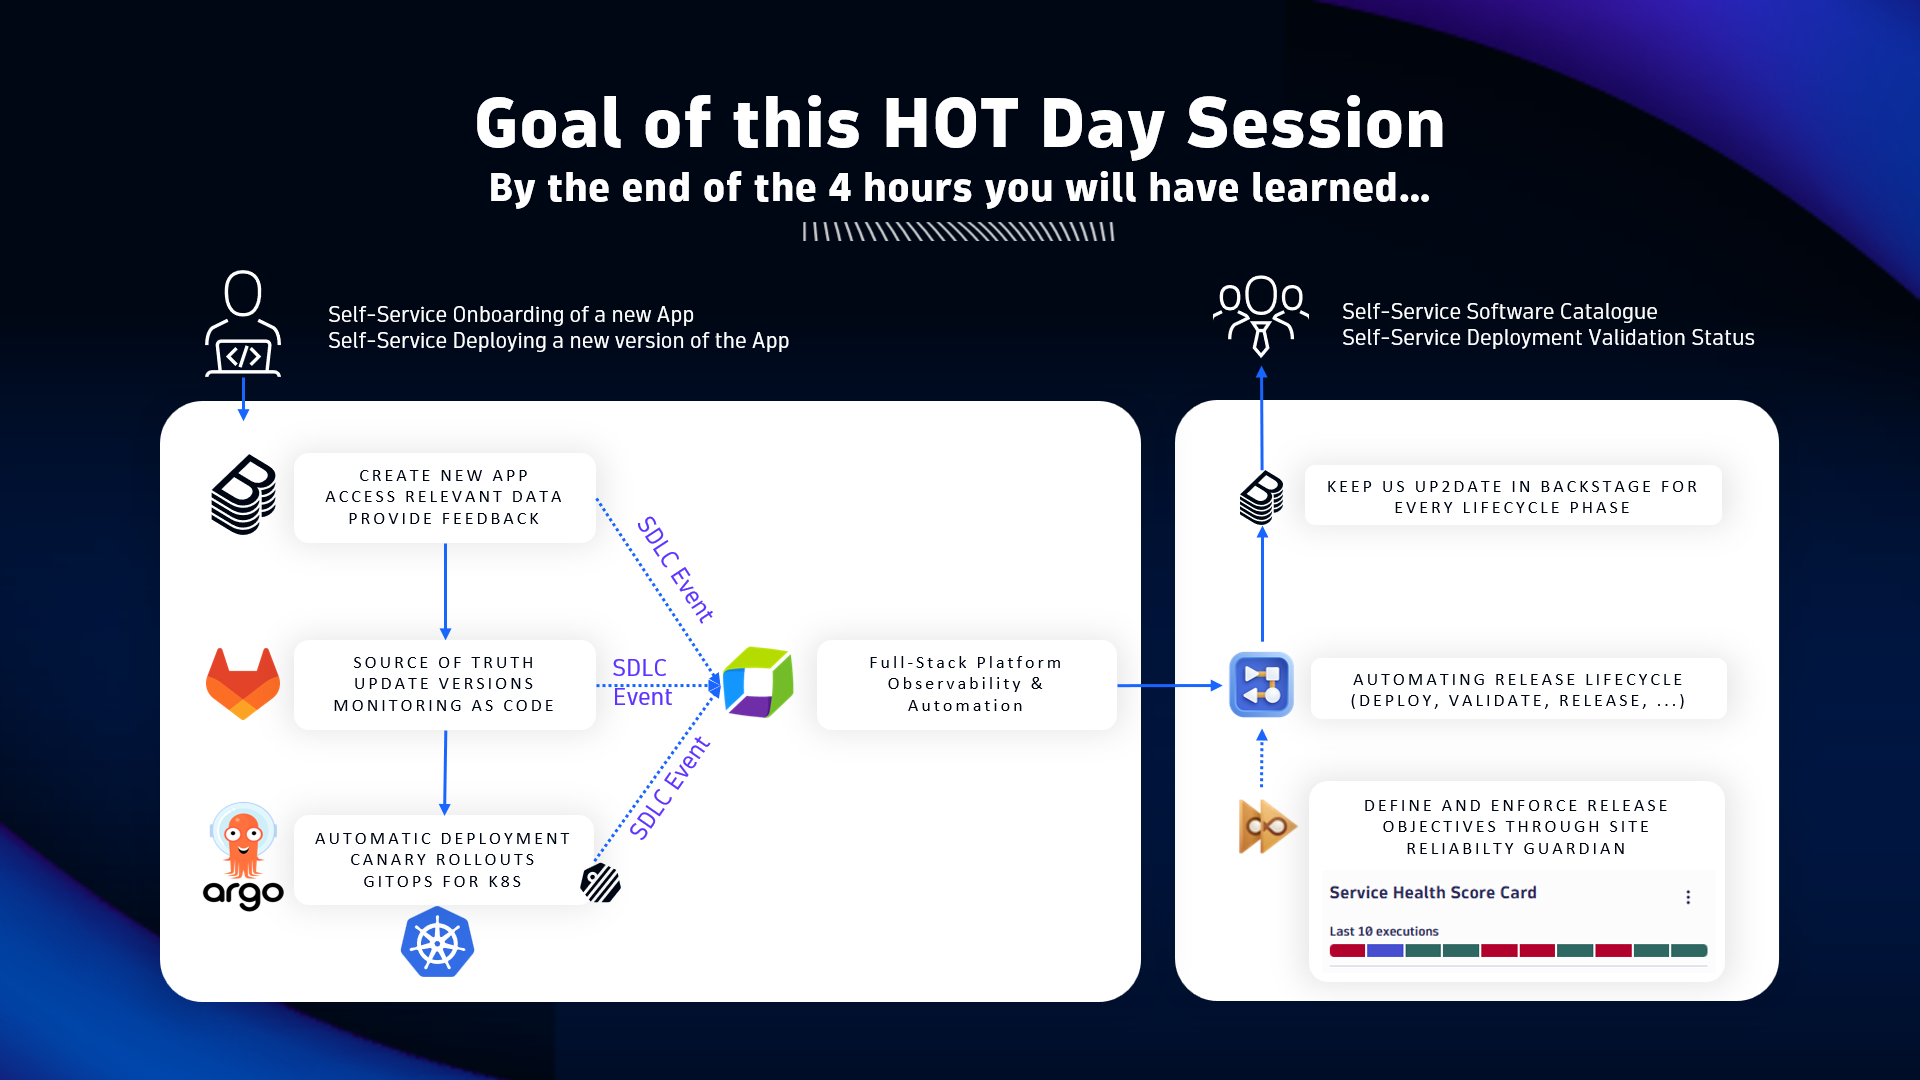 Goal of this HOT Day Session
By the end of the 4 hours you will have learned...
Self-Service Onboarding of a new App
Self-Service Deploying a new version of the App
Self-Service Software Catalogue
Self-Service Deployment Validation Status
CREATE NEW APP
ACCESS RELEVANT DATA
PROVIDE FEEDBACK
SDLC Event
SOURCE OF TRUTH
UPDATE VERSIONS
MONITORING AS CODE
SDLC
Event
Full-Stack Platform
Observability &
Automation
SDLC Event
argo
AUTOMATIC DEPLOYMENT
CANARY ROLLOUTS
GITOPS FOR K8S
KEEP US UP2DATE IN BACKSTAGE FOR
EVERY LIFECYCLE PHASE
AUTOMATING RELEASE LIFECYCLE
(DEPLOY, VALIDATE, RELEASE, ...)
DEFINE AND ENFORCE RELEASE
OBJECTIVES THROUGH SITE
RELIABILTY GUARDIAN
Service Health Score Card
Last 10 executions